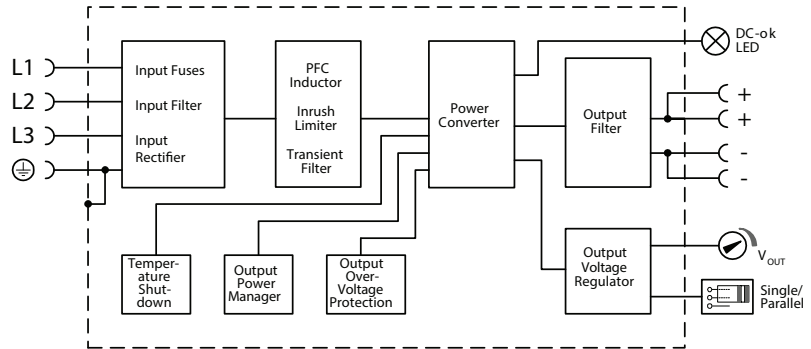 L1
L2
L3
Input Fuses
Input Filter
Input
Rectifier
PFC
Inductor
Inrush
Limiter
Transient
Filter
Power
Converter
Output
Filter
DC-ok
LED
+
+
-
-
Temper-
ature
Shut-
down
Output
Power
Manager
Output
Over-
Voltage
Protection
Output
Voltage
Regulator
VOUT
Single/
Parallel